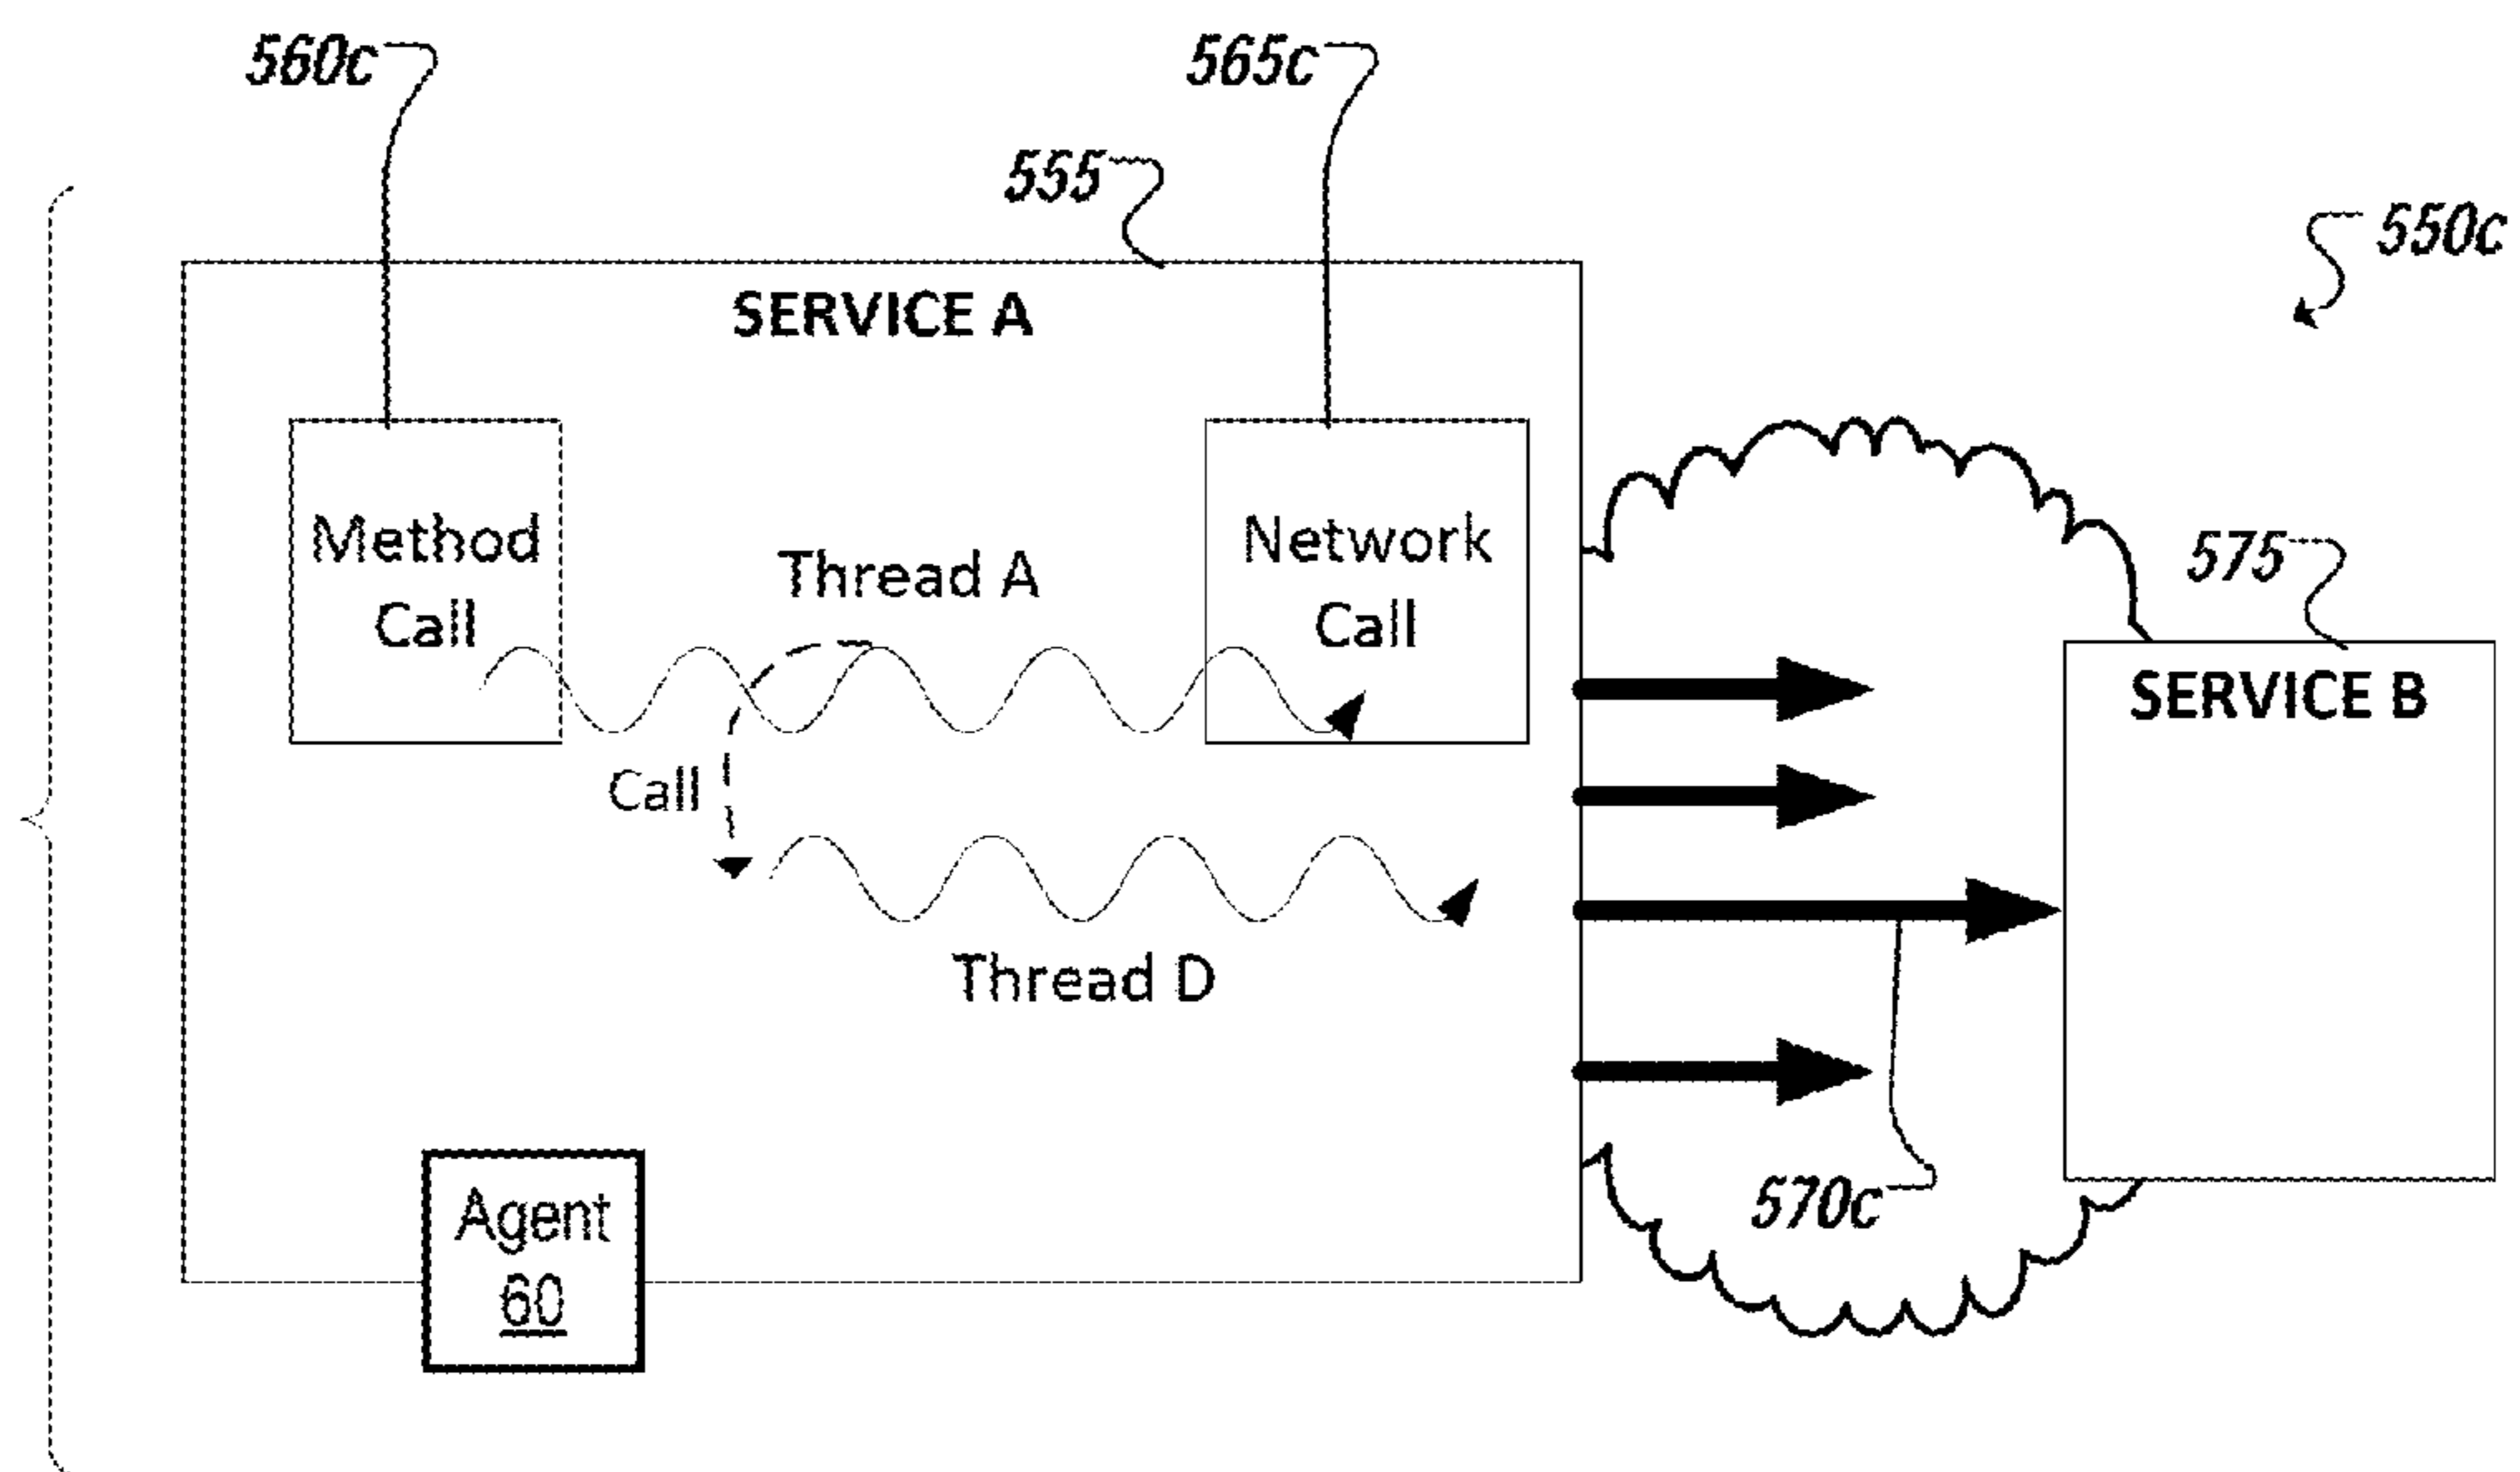 560c
565c
555
550c
SERVICE A
Method
Call
Thread A
Network
Call
575
SERVICE B
Call
Thread D
570c
Agent
60